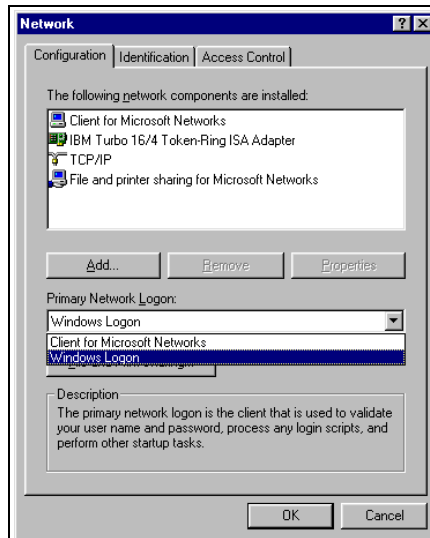 Network
Configuration Identification Access Control
The following network components are installed:
Client for Microsoft Networks
IBM Turbo 16/4 Token-Ring ISA Adapter
TCP/IP
File and printer sharing for Microsoft Networks
Add... Remove Properties
Primary Network Logon:
Windows Logon
Client for Microsoft Networks
Windows Logon
Description
The primary network logon is the client that is used to validate
your user name and password, process any login scripts, and
perform other startup tasks.
OK Cancel